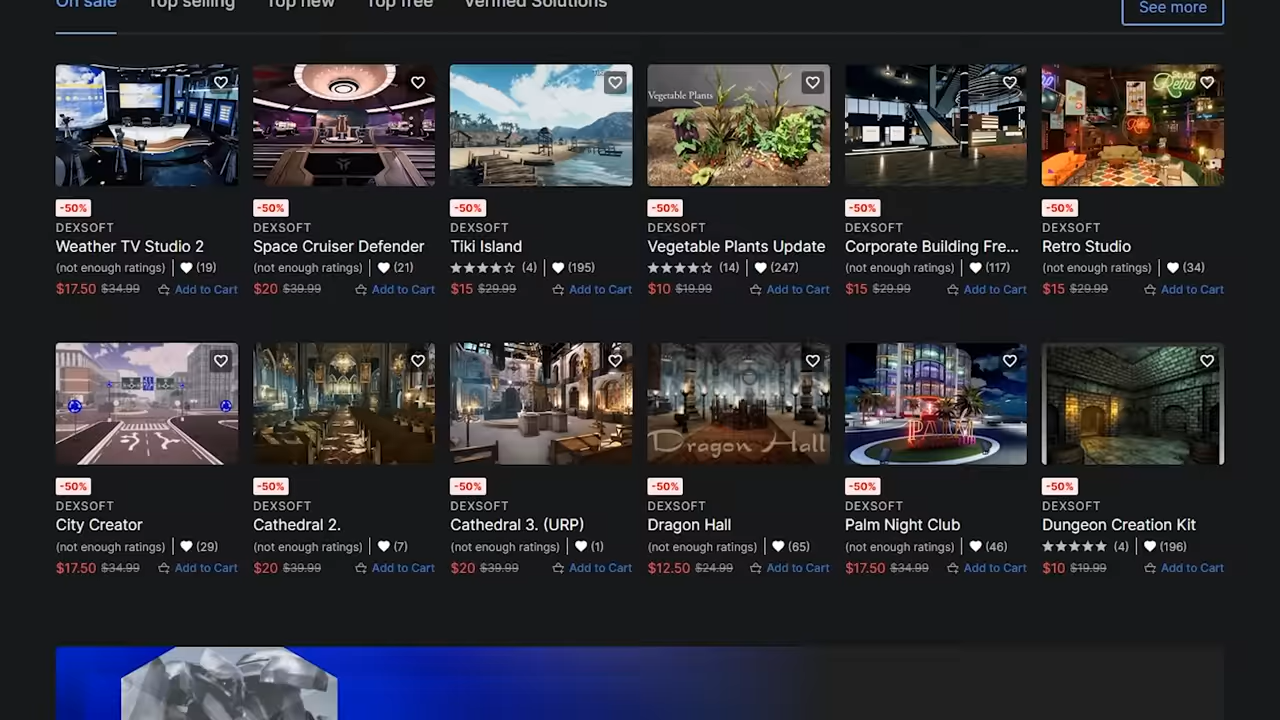 On sale
Top selling
Top new
Top free
Verified Solutions
See more
Vegetable Plants
Studio
Retro
Retro
-50%
-50%
-50%
-50%
-50%
-50%
DEXSOFT
DEXSOFT
DEXSOFT
DEXSOFT
DEXSOFT
DEXSOFT
Weather TV Studio 2
Space Cruiser Defender
Tiki Island
Vegetable Plants Update
Corporate Building Fre...
Retro Studio
(not enough ratings) (19)
(not enough ratings) (21)
(4) (195)
(14) (247)
(not enough ratings) (117)
(not enough ratings) (34)
$17.50 $34.99 Add to Cart
$20 $39.99 Add to Cart
$15 $29.99 Add to Cart
$10 $19.99 Add to Cart
$15 $29.99 Add to Cart
$15 $29.99 Add to Cart
PALM
Dragon Hall
-50%
-50%
-50%
-50%
-50%
-50%
DEXSOFT
DEXSOFT
DEXSOFT
DEXSOFT
DEXSOFT
DEXSOFT
City Creator
Cathedral 2.
Cathedral 3. (URP)
Dragon Hall
Palm Night Club
Dungeon Creation Kit
(not enough ratings) (29)
(not enough ratings) (7)
(not enough ratings) (1)
(not enough ratings) (65)
(not enough ratings) (46)
(4) (196)
$17.50 $34.99 Add to Cart
$20 $39.99 Add to Cart
$20 $39.99 Add to Cart
$12.50 $24.99 Add to Cart
$17.50 $34.99 Add to Cart
$10 $19.99 Add to Cart